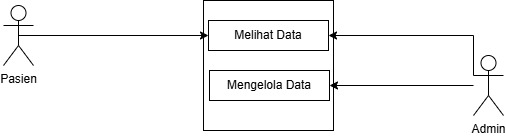 Melihat Data
Pasien
Mengelola Data
Admin